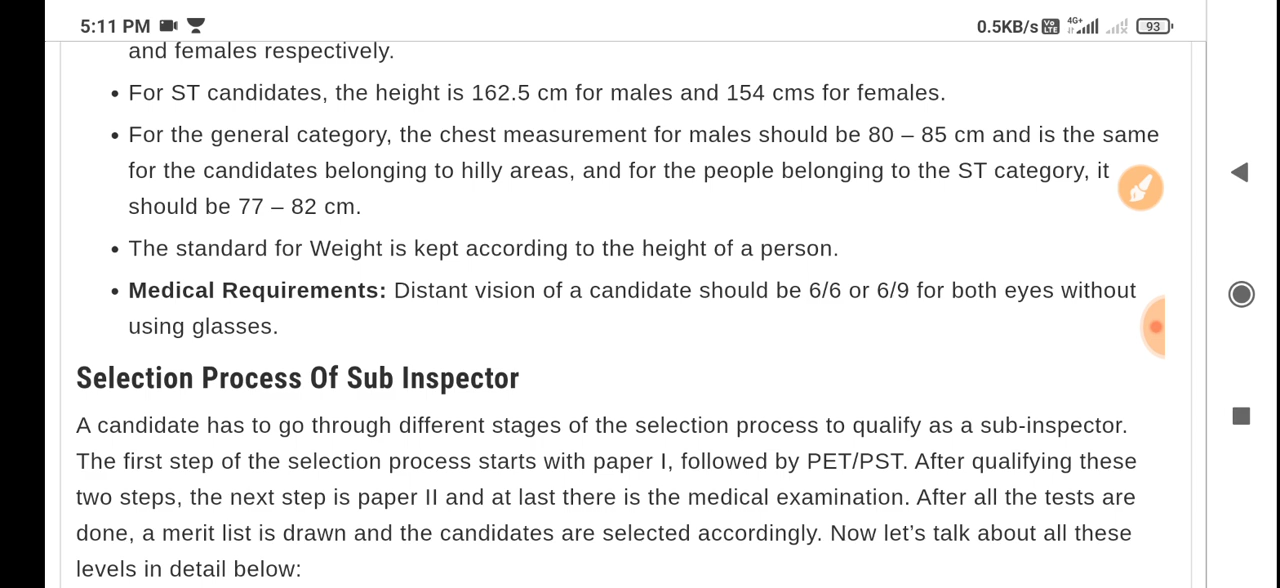 5:11 PM 0.5KB/s Vo LTE 4G+ 93
and females respectively.
• For ST candidates, the height is 162.5 cm for males and 154 cms for females.
• For the general category, the chest measurement for males should be 80 – 85 cm and is the same
for the candidates belonging to hilly areas, and for the people belonging to the ST category, it
should be 77 – 82 cm.
• The standard for Weight is kept according to the height of a person.
• Medical Requirements: Distant vision of a candidate should be 6/6 or 6/9 for both eyes without
using glasses.
Selection Process Of Sub Inspector
A candidate has to go through different stages of the selection process to qualify as a sub-inspector.
The first step of the selection process starts with paper I, followed by PET/PST. After qualifying these
two steps, the next step is paper II and at last there is the medical examination. After all the tests are
done, a merit list is drawn and the candidates are selected accordingly. Now let’s talk about all these
levels in detail below: